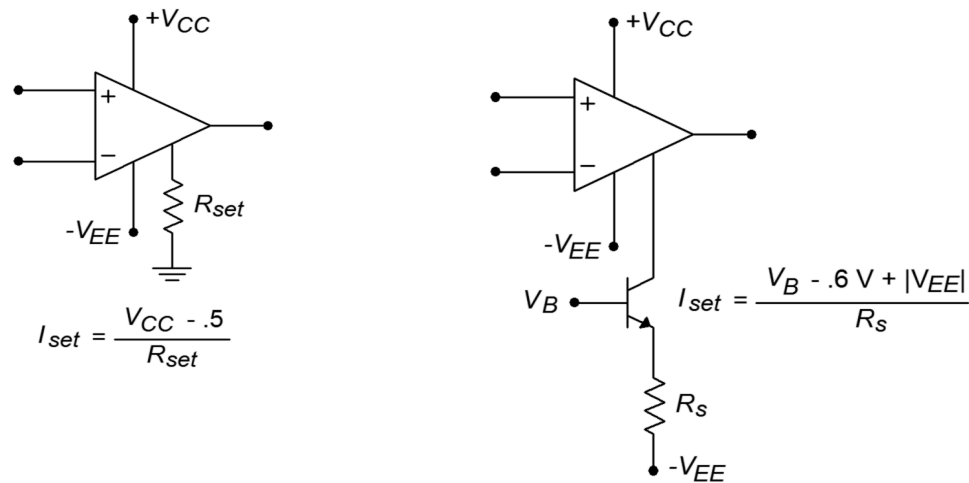 +VCC
+
−
Rset
-VEE
Iset = VCC - .5 / Rset
+VCC
+
−
-VEE
VB
Iset = VB - .6 V + |VEE| / Rs
Rs
-VEE